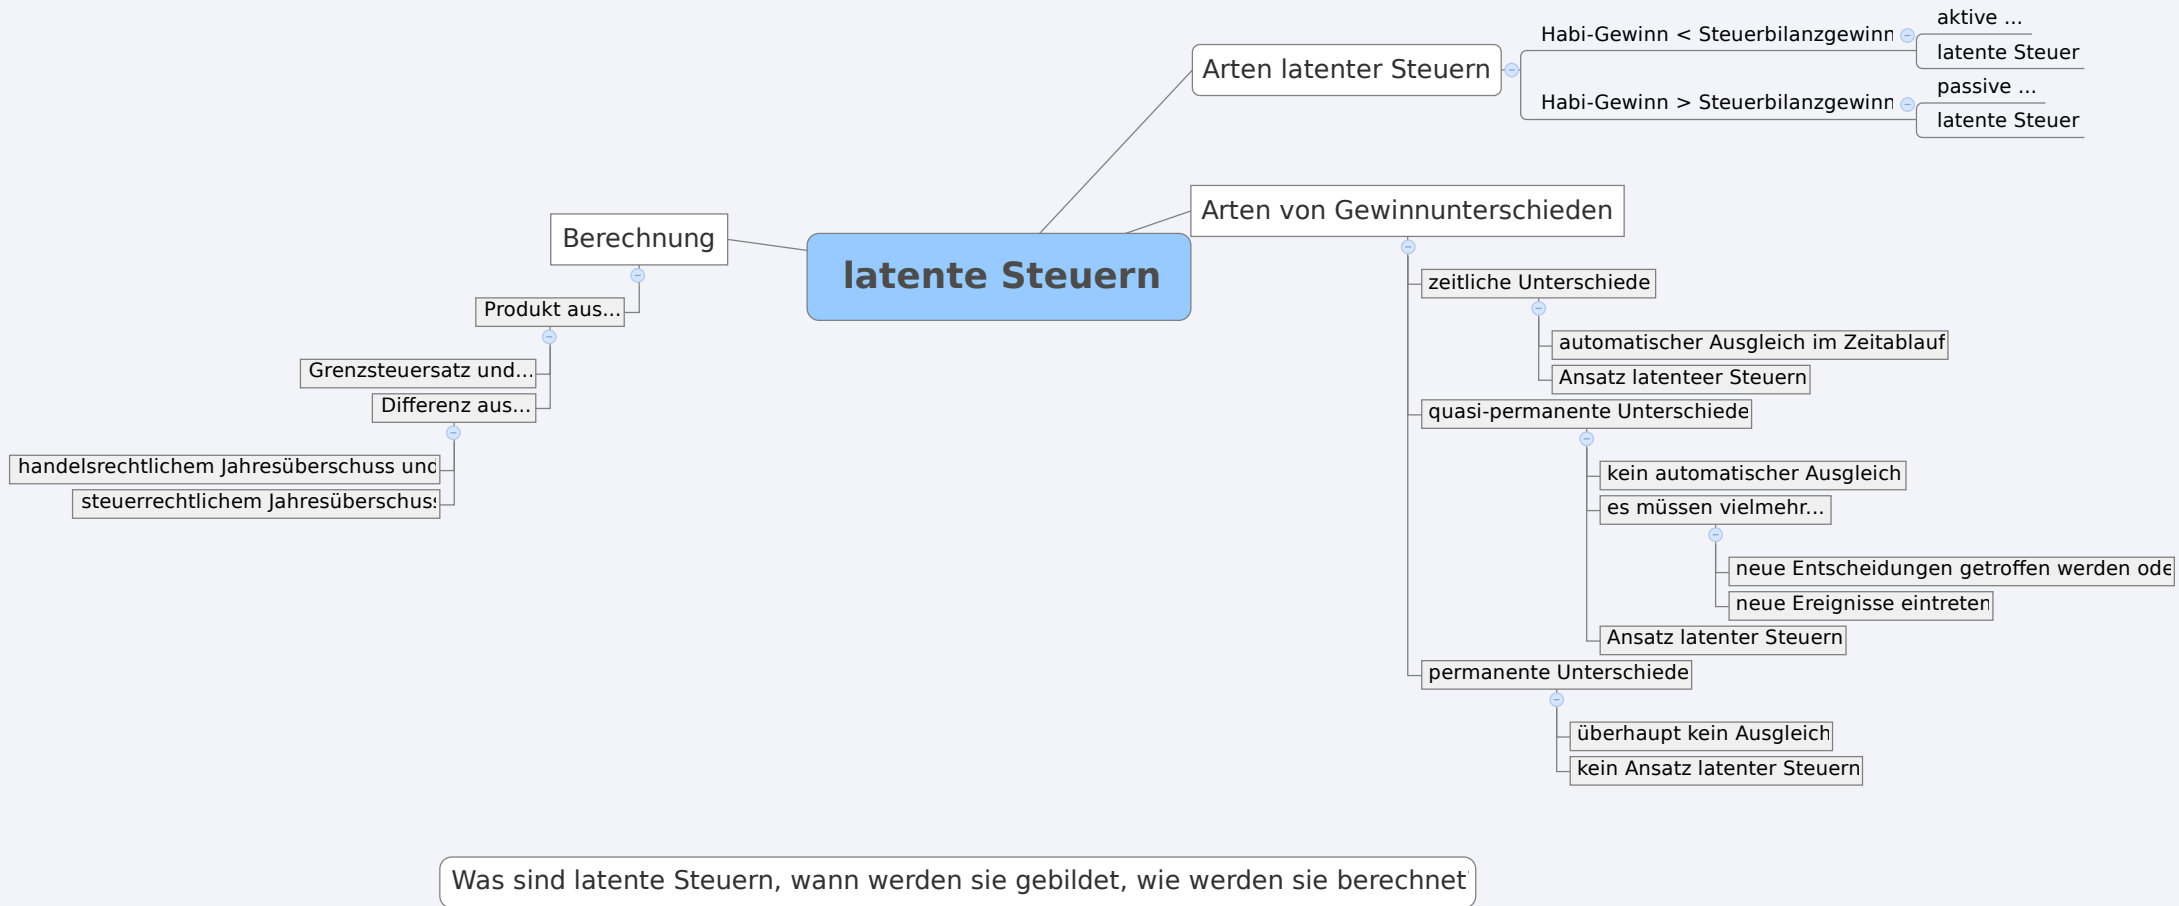 latente Steuern
Arten latenter Steuern
Habi-Gewinn < Steuerbilanzgewinn
aktive ...
latente Steuer
Habi-Gewinn > Steuerbilanzgewinn
passive ...
latente Steuer
Arten von Gewinnunterschieden
zeitliche Unterschiede
automatischer Ausgleich im Zeitablauf
Ansatz latenteer Steuern
quasi-permanente Unterschiede
kein automatischer Ausgleich
es müssen vielmehr...
neue Entscheidungen getroffen werden ode
neue Ereignisse eintreten
Ansatz latenter Steuern
permanente Unterschiede
überhaupt kein Ausgleich
kein Ansatz latenter Steuern
Berechnung
Produkt aus...
Grenzsteuersatz und...
Differenz aus...
handelsrechtlichem Jahresüberschuss und
steuerrechtlichem Jahresüberschuss
Was sind latente Steuern, wann werden sie gebildet, wie werden sie berechnet